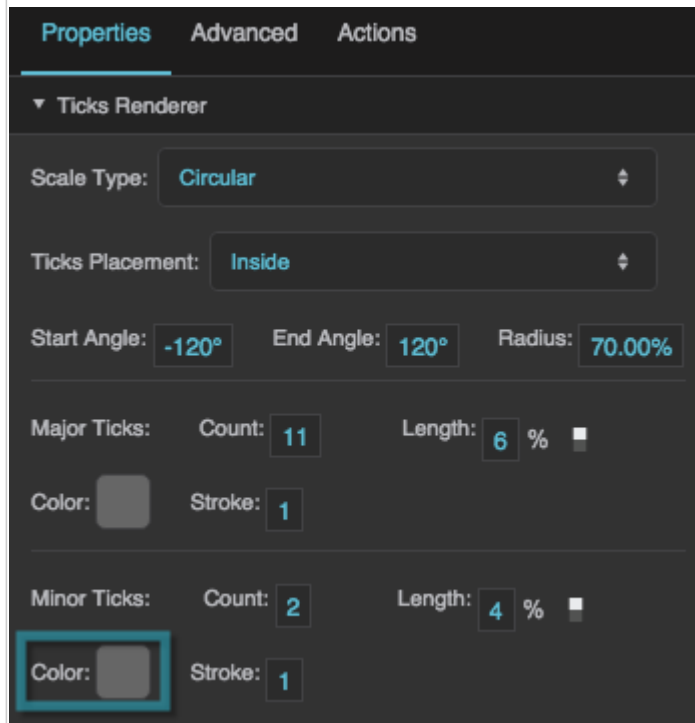 Properties Advanced Actions
Ticks Renderer
Scale Type: Circular
Ticks Placement: Inside
Start Angle: -120° End Angle: 120° Radius: 70.00%
Major Ticks: Count: 11 Length: 6 %
Color: Stroke: 1
Minor Ticks: Count: 2 Length: 4 %
Color: Stroke: 1